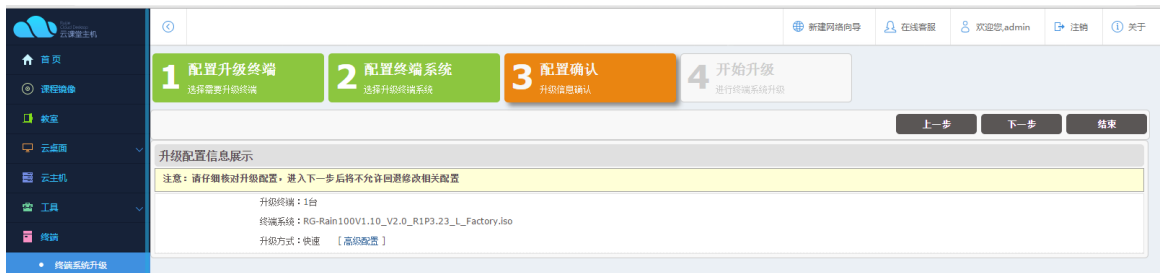 云课堂主机
新建网络向导
在线客服
欢迎您,admin
注销
关于
首页
课程镜像
教室
云桌面
云主机
工具
终端
终端系统升级
1 配置升级终端
选择需要升级终端
2 配置终端系统
选择升级终端系统
3 配置确认
升级信息确认
4 开始升级
进行终端系统升级
上一步
下一步
结束
升级配置信息展示
注意：请仔细核对升级配置，进入下一步后将不允许回退修改相关配置
升级终端：1台
终端系统：RG-Rain100V1.10_V2.0_R1P3.23_L_Factory.iso
升级方式：快速 [ 高级配置 ]